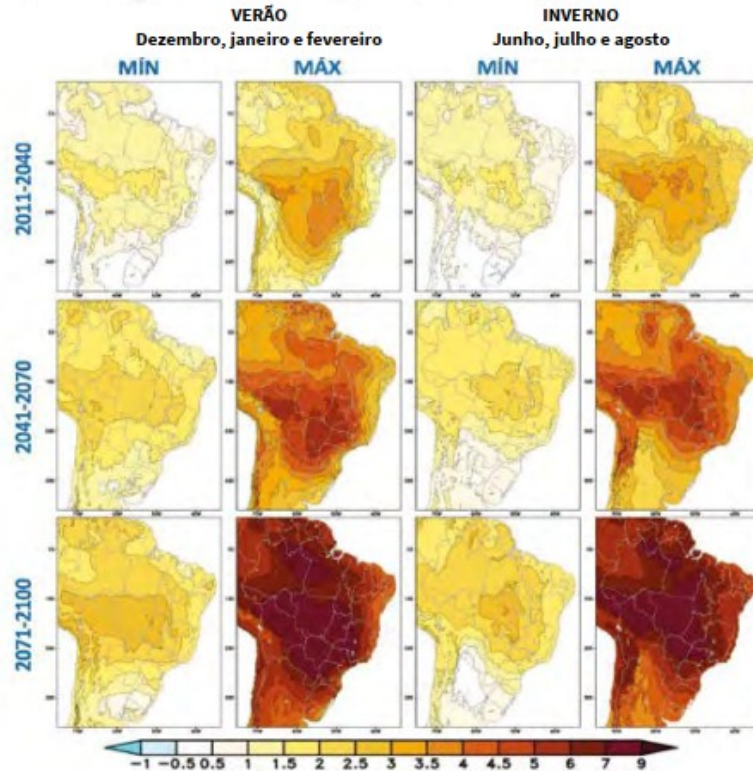 VERÃO
Dezembro, janeiro e fevereiro
INVERNO
Junho, julho e agosto
MÍN
MÁX
MÍN
MÁX
2011-2040
2041-2070
2071-2100
-1 -0.5 0.5 1 1.5 2 2.5 3 3.5 4 4.5 5 6 7 9